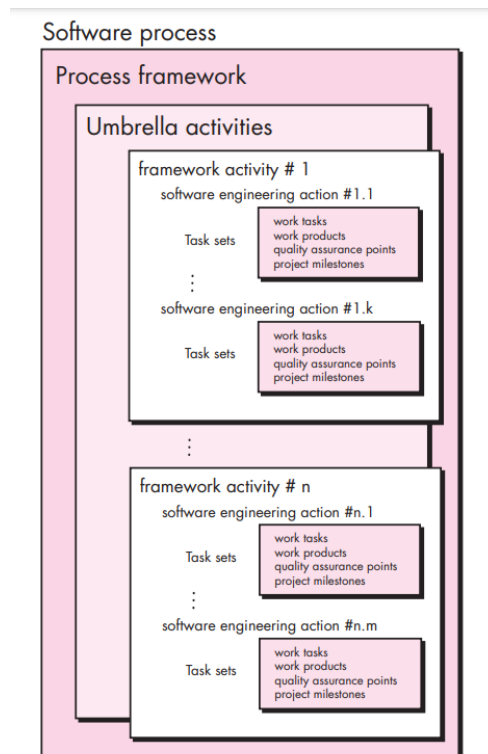 Software process
Process framework
Umbrella activities
framework activity # 1
software engineering action #1.1
Task sets
work tasks
work products
quality assurance points
project milestones
software engineering action #1.k
Task sets
work tasks
work products
quality assurance points
project milestones
framework activity # n
software engineering action #n.1
Task sets
work tasks
work products
quality assurance points
project milestones
software engineering action #n.m
Task sets
work tasks
work products
quality assurance points
project milestones